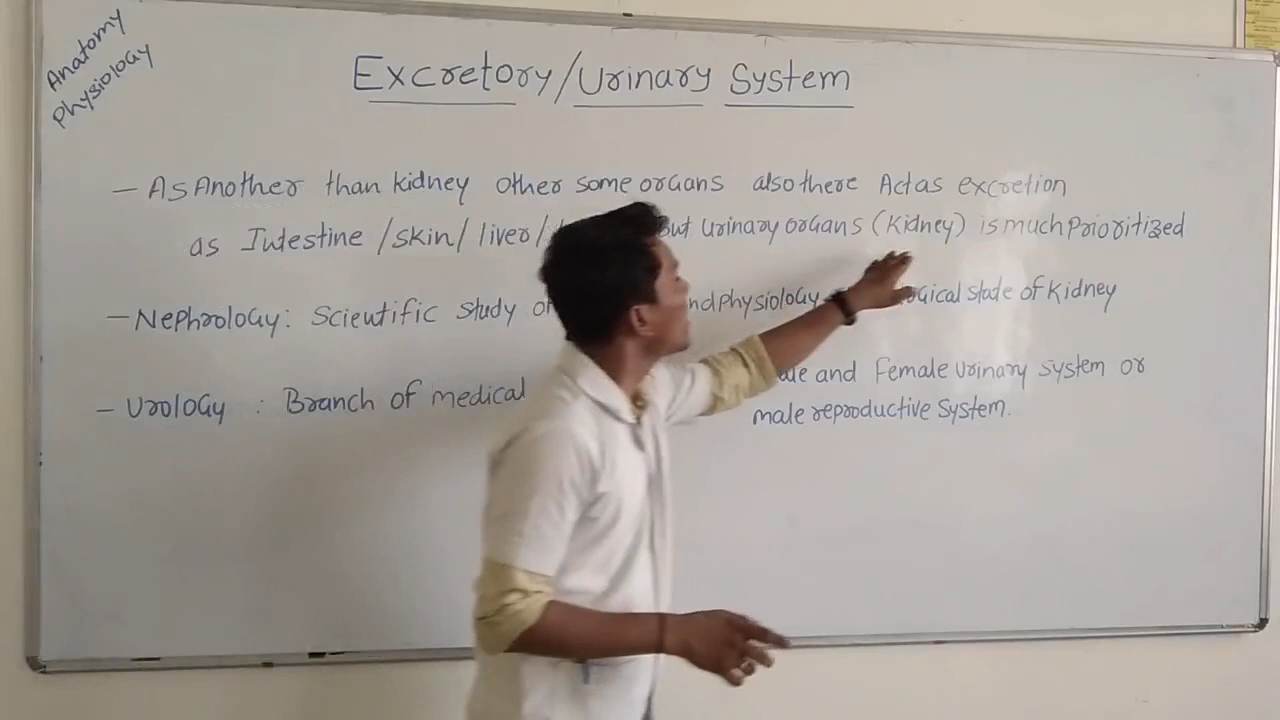 Anatomy
Physiology
Excretory/Urinary System
- As Another than kidney other some organs also there Act as excretion
as Intestine /skin/ liver/ But urinary organs (Kidney) is much Prioritized
- Nephrology: Scientific study of and physiology state of Kidney
- Urology : Branch of medical and Female Urinary system or
male reproductive System.